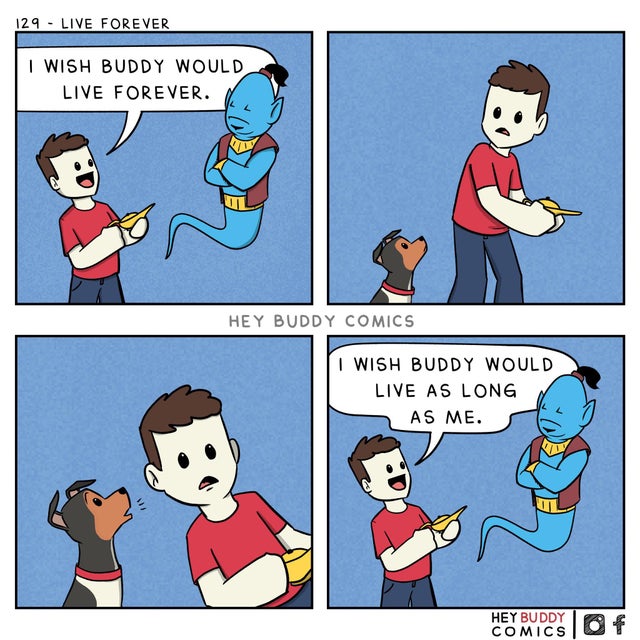 129 - LIVE FOREVER
I WISH BUDDY WOULD
LIVE FOREVER.
HEY BUDDY COMICS
I WISH BUDDY WOULD
LIVE AS LONG
AS ME.
HEY BUDDY
COMICS